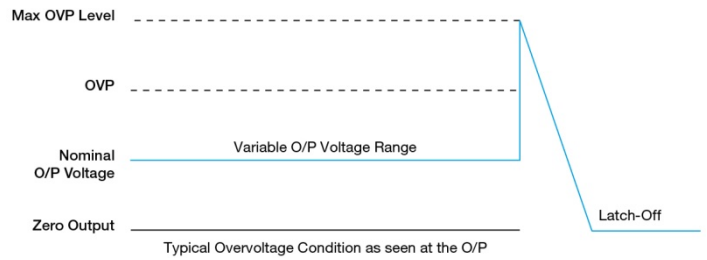 Max OVP Level
OVP
Variable O/P Voltage Range
Nominal
O/P Voltage
Latch-Off
Zero Output
Typical Overvoltage Condition as seen at the O/P